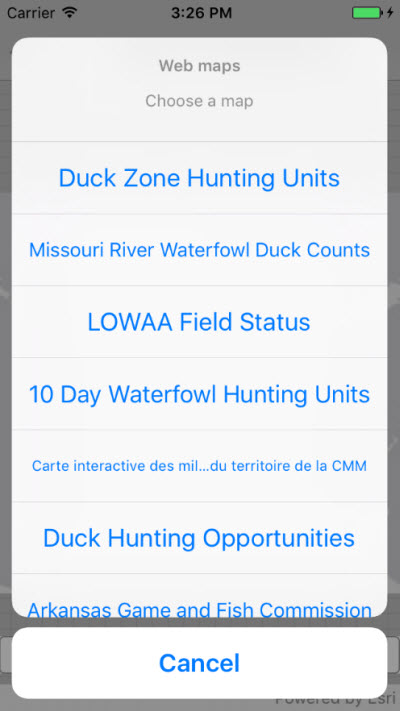 Carrier 3:26 PM
Web maps
Choose a map
Duck Zone Hunting Units
Missouri River Waterfowl Duck Counts
LOWAA Field Status
10 Day Waterfowl Hunting Units
Carte interactive des mil...du territoire de la CMM
Duck Hunting Opportunities
Arkansas Game and Fish Commission
Cancel
Powered by Esri